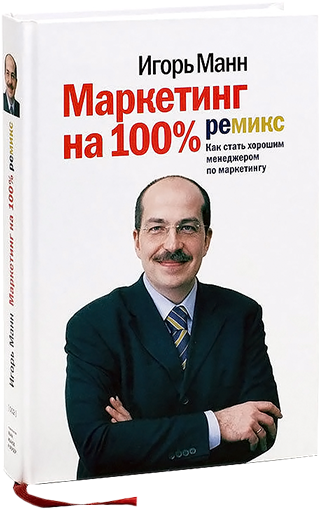 Игорь Манн
Маркетинг
на 100%
ремикс
Как стать хорошим
менеджером
по маркетингу
Игорь Манн Маркетинг на 100% ремикс